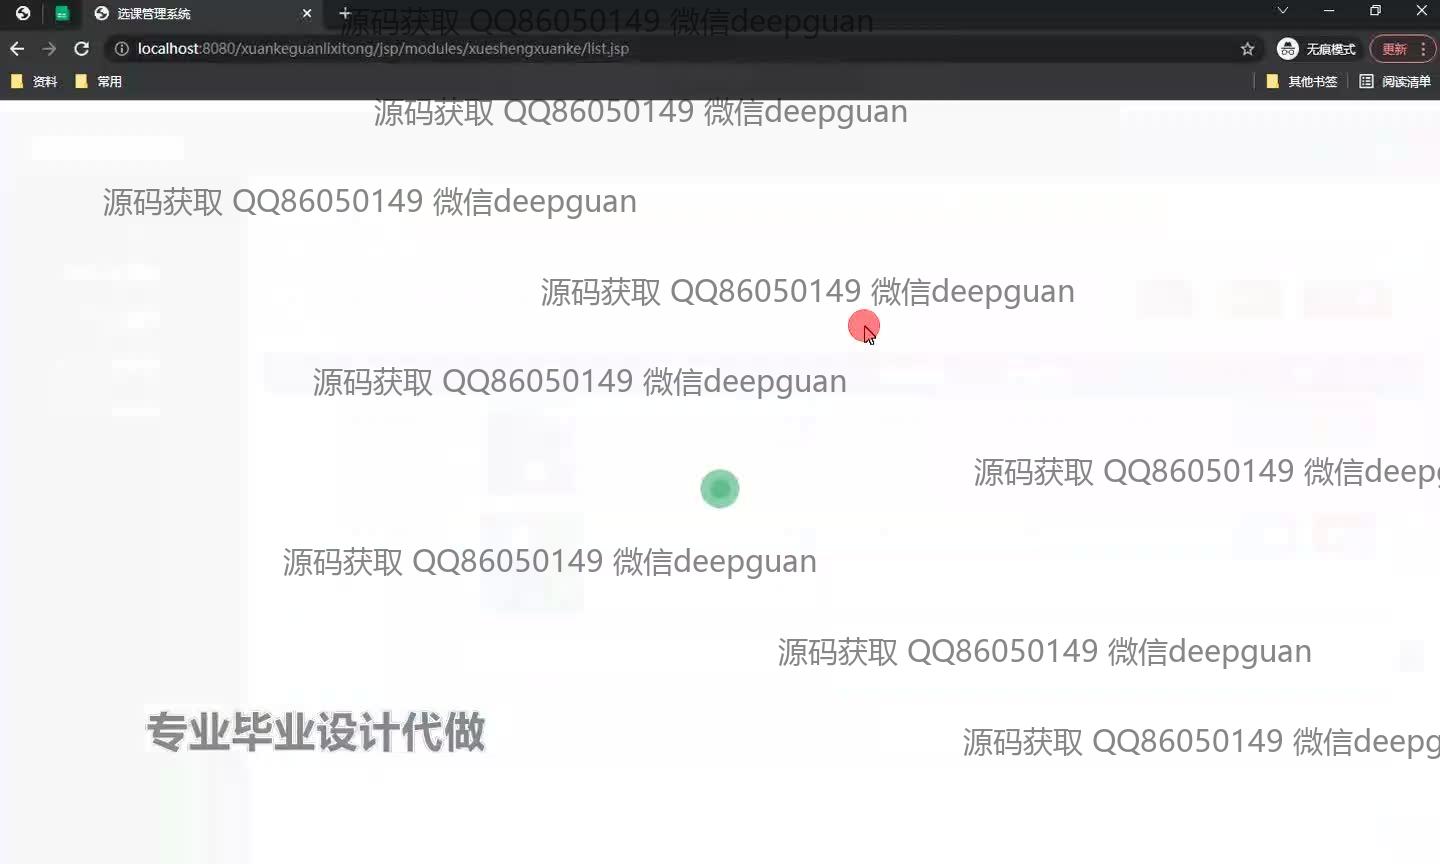 选课管理系统
源码获取 QQ86050149 微信deepguan
localhost:8080/xuankeguanlixitong/jsp/modules/xueshengxuanke/list.jsp
无痕模式
更新
资料
常用
其他书签
阅读清单
源码获取 QQ86050149 微信deepguan
源码获取 QQ86050149 微信deepguan
源码获取 QQ86050149 微信deepguan
源码获取 QQ86050149 微信deepguan
源码获取 QQ86050149 微信deep
源码获取 QQ86050149 微信deepguan
源码获取 QQ86050149 微信deepguan
专业毕业设计代做
源码获取 QQ86050149 微信deepg